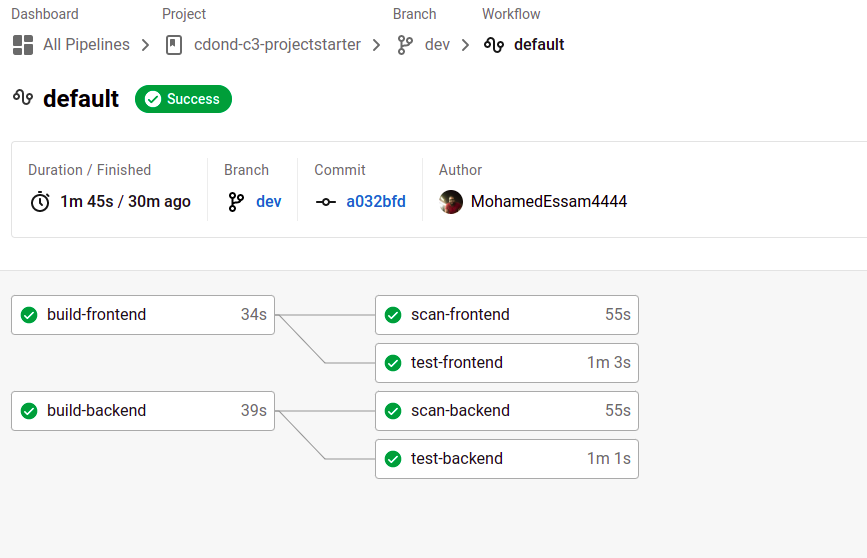 Dashboard Project Branch Workflow
All Pipelines cdond-c3-projectstarter dev default
default Success
Duration / Finished Branch Commit Author
1m 45s / 30m ago dev a032bfd MohamedEssam4444
build-frontend 34s scan-frontend 55s
test-frontend 1m 3s
build-backend 39s scan-backend 55s
test-backend 1m 1s